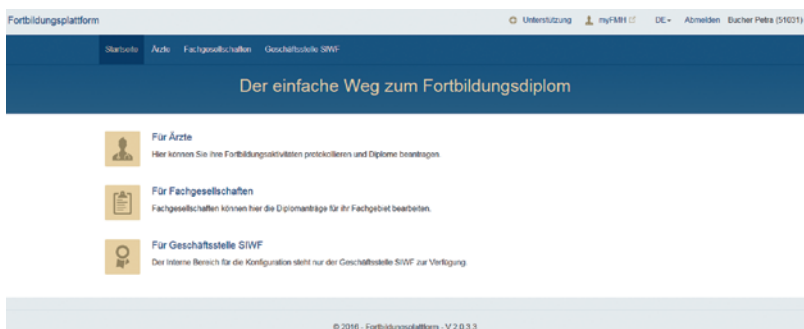 Fortbildungsplattform
Unterstützung myFMH DE Abmelden Bucher Petra (51031)
Startseite Ärzte Fachgesellschaften Geschäftsstelle SIWF
Der einfache Weg zum Fortbildungsdiplom
Für Ärzte
Hier können Sie Ihre Fortbildungsaktivitäten protokollieren und Diplome beantragen
Für Fachgesellschaften
Fachgesellschaften können hier die Diplomanträge für ihr Fachgebiet bearbeiten.
Für Geschäftsstelle SIWF
Der Interne Bereich für die Konfiguration steht nur der Geschäftsstelle SIWF zur Verfügung.
© 2016 - Fortbildungsplattform - V 2.0.3.3